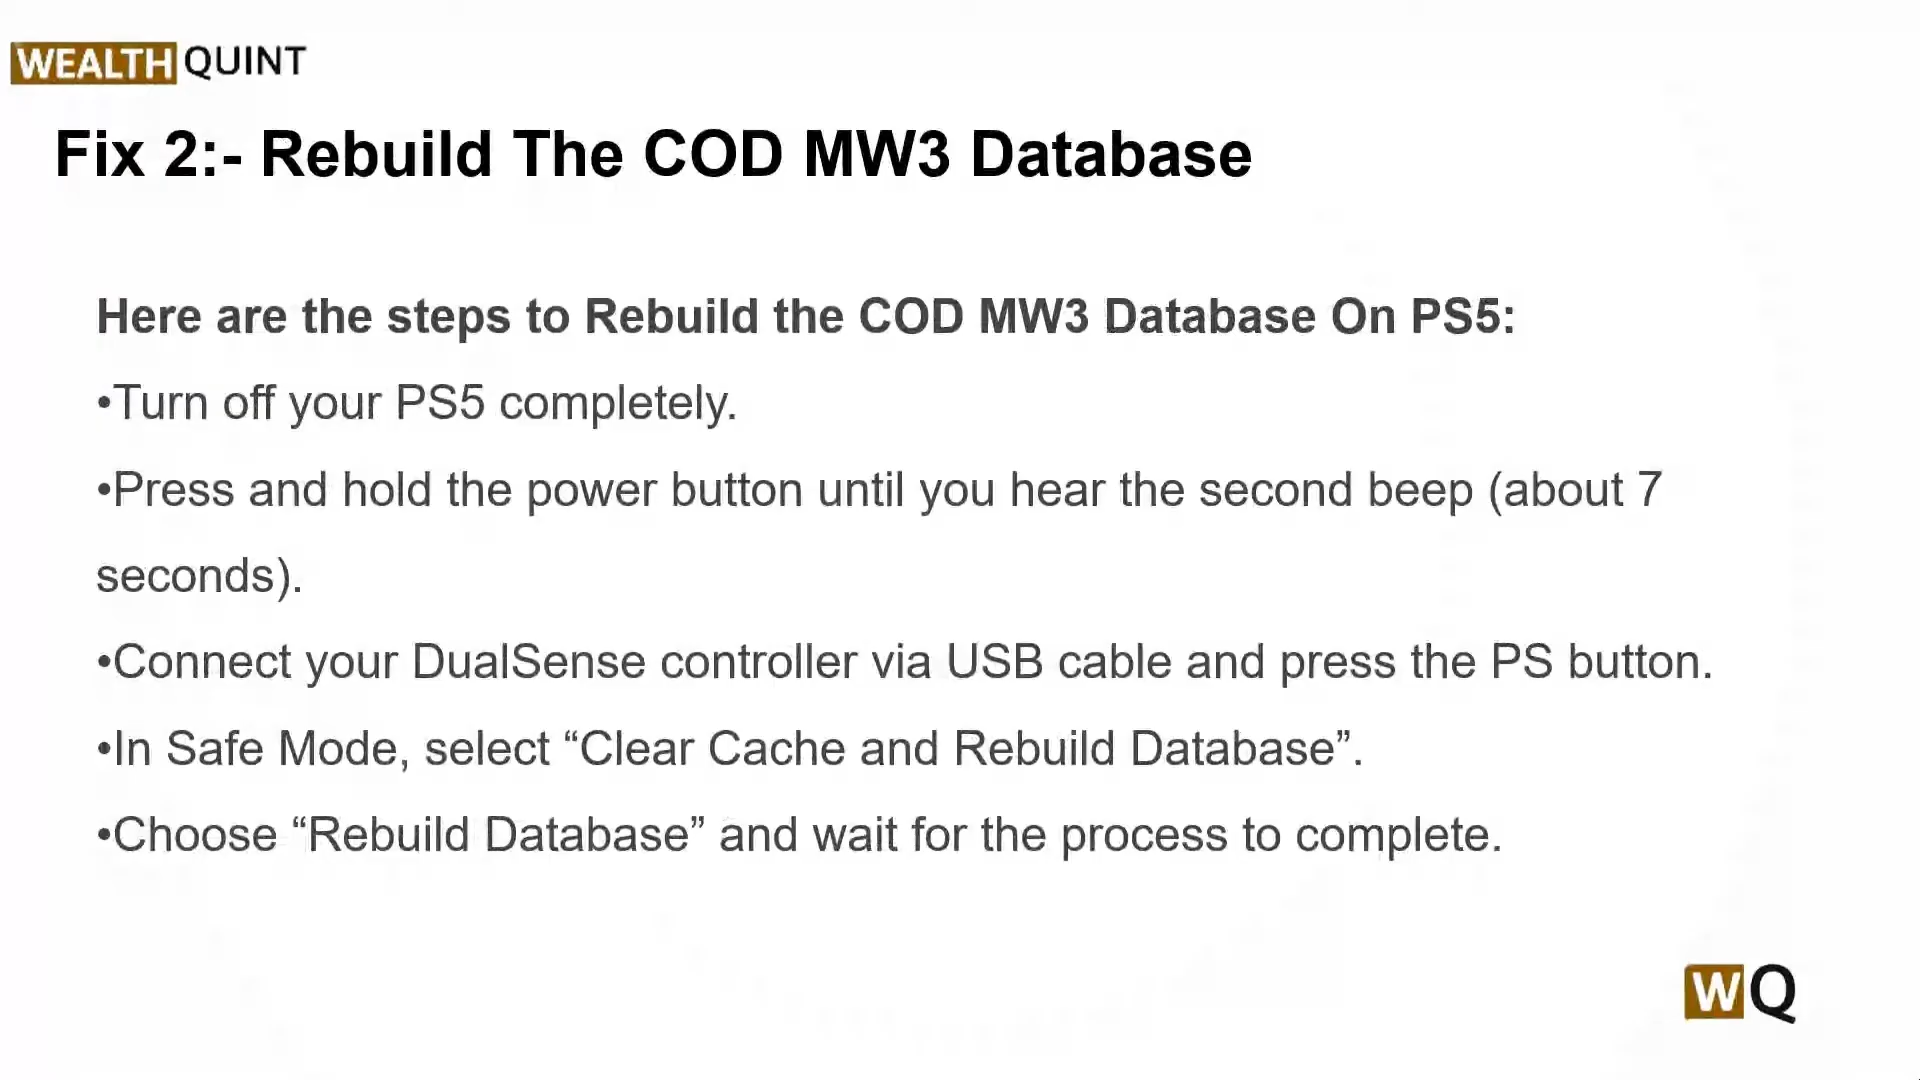 WEALTH QUINT
Fix 2:- Rebuild The COD MW3 Database
Here are the steps to Rebuild the COD MW3 Database On PS5:
•Turn off your PS5 completely.
•Press and hold the power button until you hear the second beep (about 7
seconds).
•Connect your DualSense controller via USB cable and press the PS button.
•In Safe Mode, select “Clear Cache and Rebuild Database”.
•Choose “Rebuild Database” and wait for the process to complete.
WQ